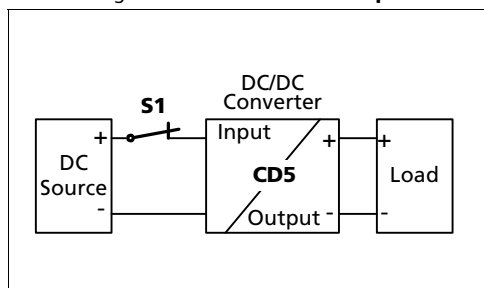 DC/DC
Converter
S1
+
Input
+
+
DC
Source
CD5
Load
-
Output
-
-